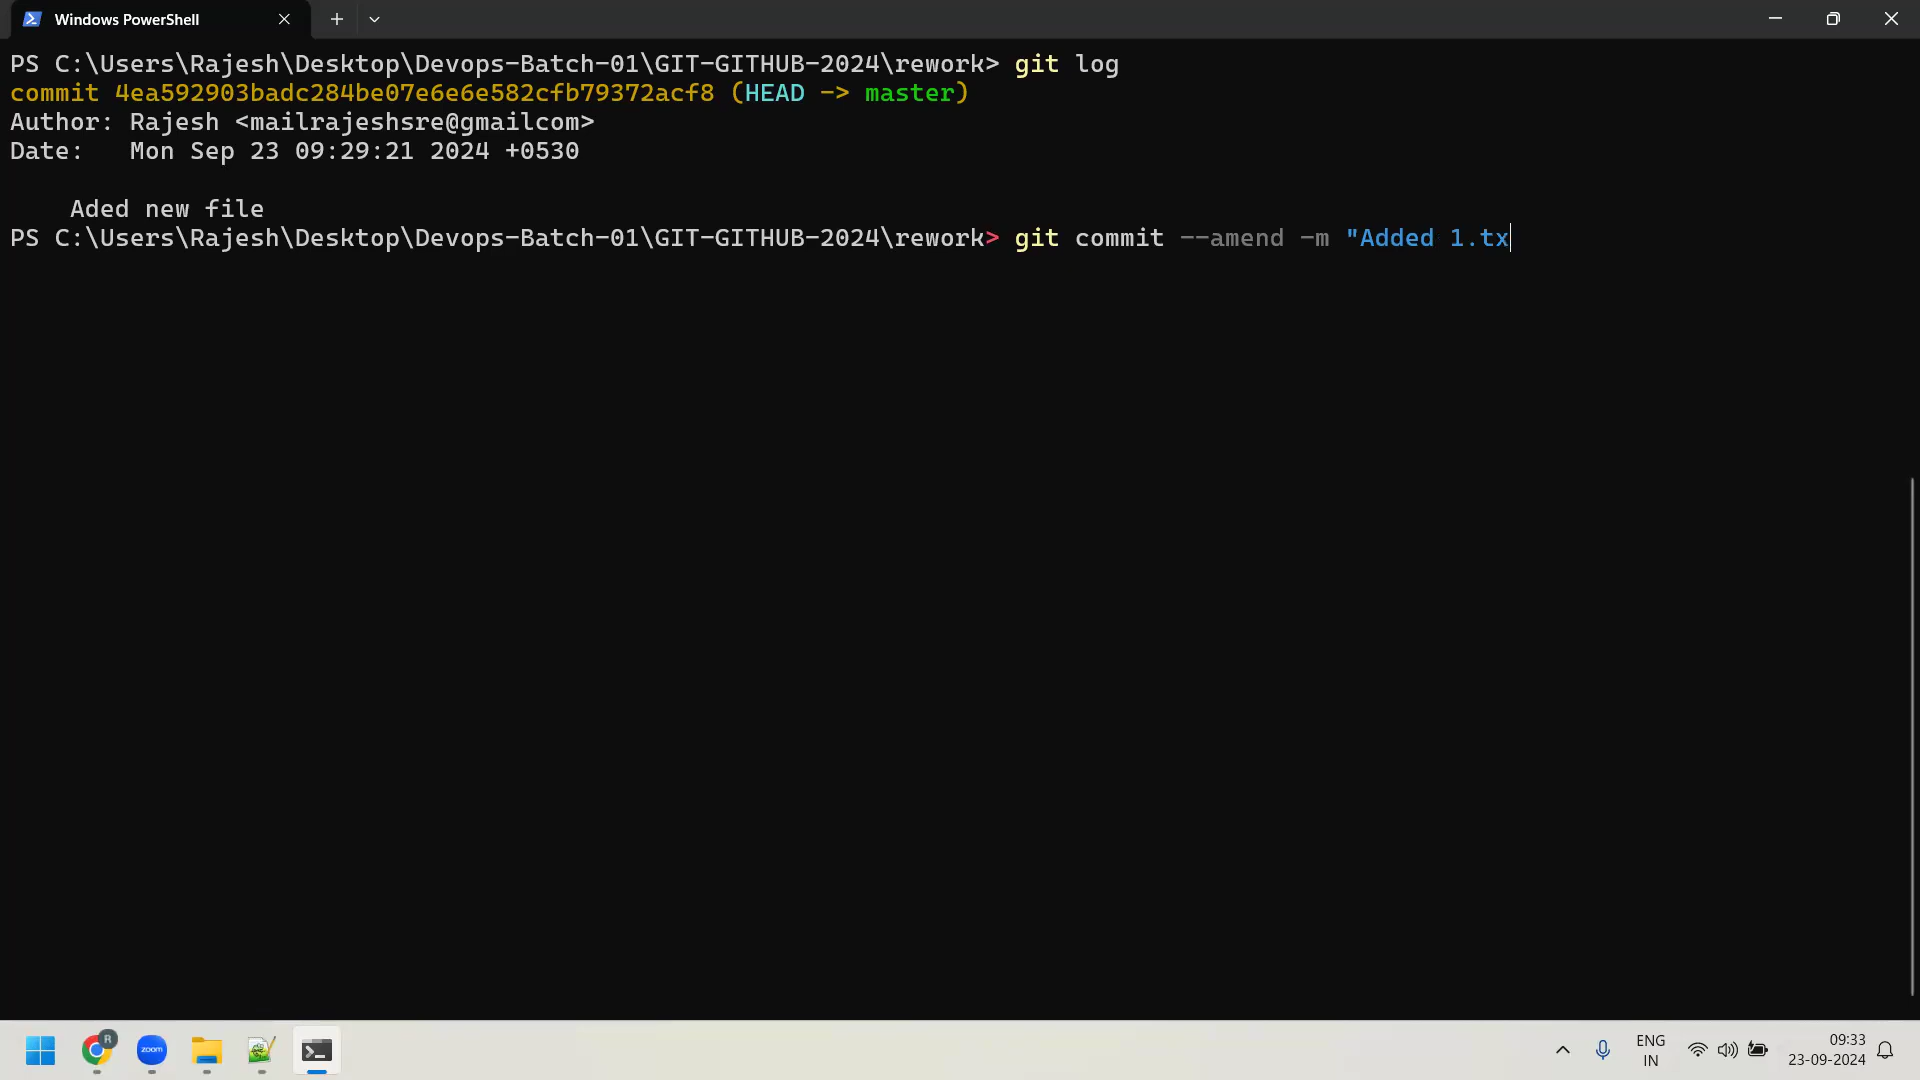 Windows PowerShell
PS C:\Users\Rajesh\Desktop\Devops-Batch-01\GIT-GITHUB-2024\rework> git log
commit 4ea592903badc284be07e6e6e582cfb79372acf8 (HEAD -> master)
Author: Rajesh <mailrajeshsre@gmailcom>
Date:   Mon Sep 23 09:29:21 2024 +0530
    Aded new file
PS C:\Users\Rajesh\Desktop\Devops-Batch-01\GIT-GITHUB-2024\rework> git commit --amend -m "Added 1.tx
R
zoom
ENG
IN
09:33
23-09-2024